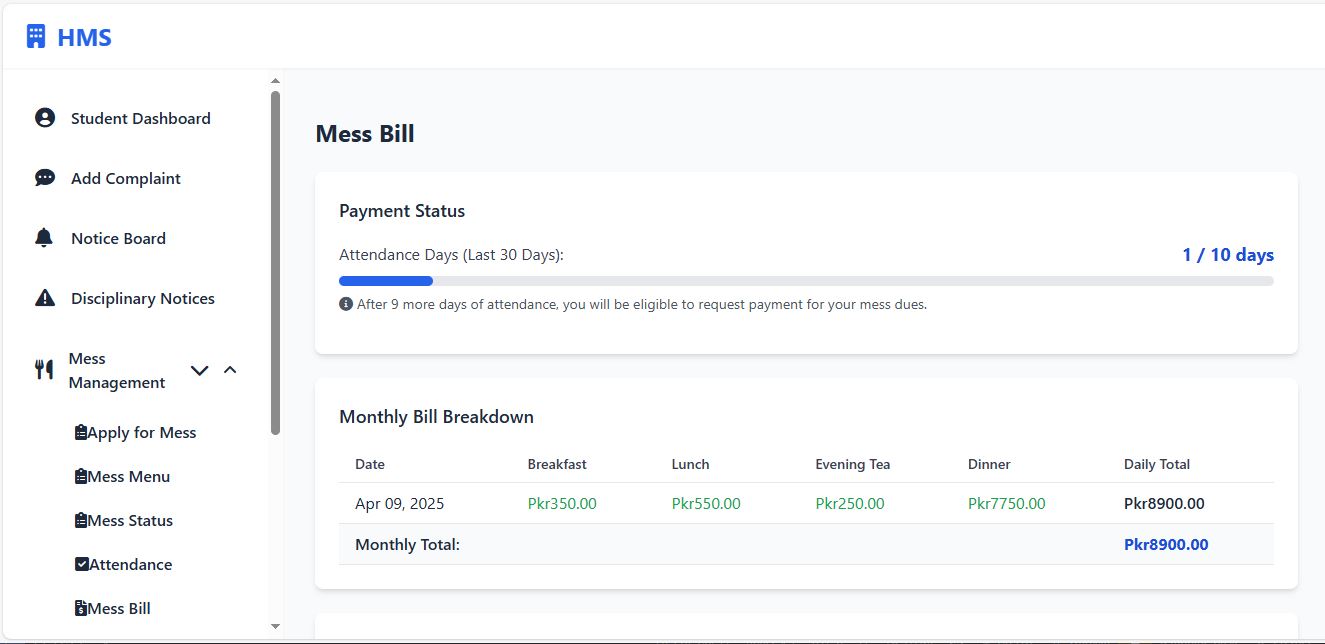 HMS
Student Dashboard
Add Complaint
Notice Board
Disciplinary Notices
Mess
Management
Apply for Mess
Mess Menu
Mess Status
Attendance
Mess Bill
Mess Bill
Payment Status
Attendance Days (Last 30 Days): 1 / 10 days
After 9 more days of attendance, you will be eligible to request payment for your mess dues.
Monthly Bill Breakdown
Date Breakfast Lunch Evening Tea Dinner Daily Total
Apr 09, 2025 Pkr350.00 Pkr550.00 Pkr250.00 Pkr7750.00 Pkr8900.00
Monthly Total: Pkr8900.00